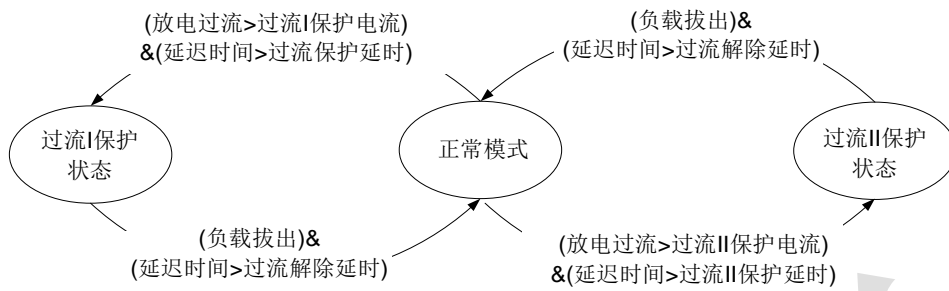 (放电过流>过流I保护电流)
&(延迟时间>过流保护延时)
(负载拔出)&
(延迟时间>过流解除延时)
过流I保护
状态
正常模式
过流II保护
状态
(负载拔出)&
(延迟时间>过流解除延时)
(放电过流>过流II保护电流)
&(延迟时间>过流II保护延时)